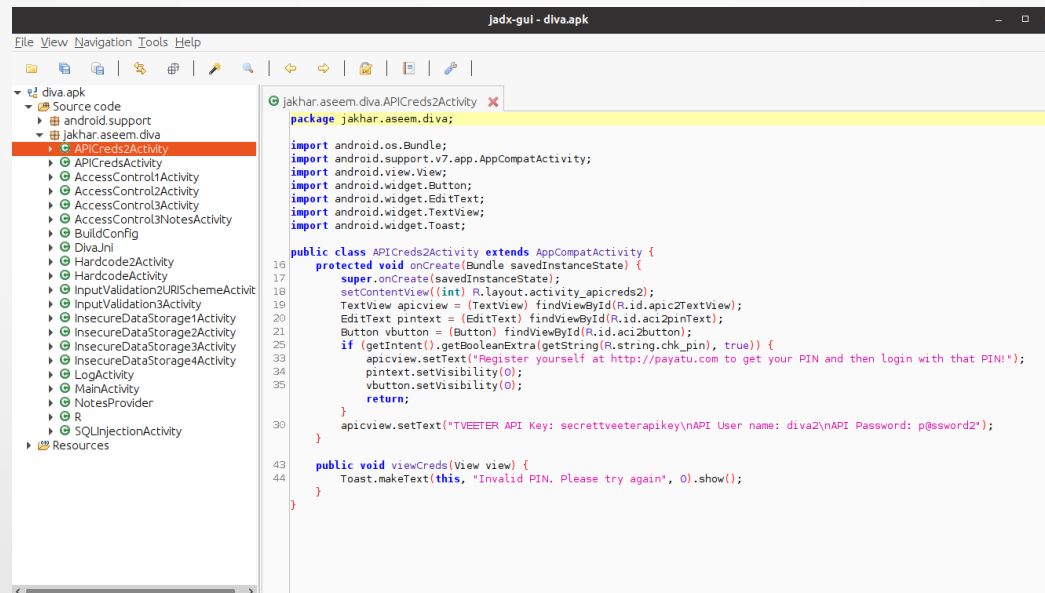 jadx-gui - diva.apk
File View Navigation Tools Help
diva.apk
Source code
android.support
jakhar.aseem.diva
APICreds2Activity
APICredsActivity
AccessControl1Activity
AccessControl2Activity
AccessControl3Activity
AccessControl3NotesActivity
BuildConfig
DivaJni
Hardcode2Activity
HardcodeActivity
InputValidation2URISchemeActivit
InputValidation3Activity
InsecureDataStorage1Activity
InsecureDataStorage2Activity
InsecureDataStorage3Activity
InsecureDataStorage4Activity
LogActivity
MainActivity
NotesProvider
R
SQLInjectionActivity
Resources
jakhar.aseem.diva.APICreds2Activity
package jakhar.aseem.diva;
import android.os.Bundle;
import android.support.v7.app.AppCompatActivity;
import android.view.View;
import android.widget.Button;
import android.widget.EditText;
import android.widget.TextView;
import android.widget.Toast;
public class APICreds2Activity extends AppCompatActivity {
16 protected void onCreate(Bundle savedInstanceState) {
17 super.onCreate(savedInstanceState);
18 setContentView((int) R.layout.activity_apicreds2);
19 TextView apicview = (TextView) findViewById(R.id.apic2TextView);
20 EditText pintext = (EditText) findViewById(R.id.aci2pinText);
21 Button vbutton = (Button) findViewById(R.id.aci2button);
25 if (getIntent().getBooleanExtra(getString(R.string.chk_pin), true)) {
33 apicview.setText("Register yourself at http://payatu.com to get your PIN and then login with that PIN!");
34 pintext.setVisibility(0);
35 vbutton.setVisibility(0);
return;
}
30 apicview.setText("TVEETER API Key: secrettveeterapikey\nAPI User name: diva2\nAPI Password: p@ssword2");
}
43 public void viewCreds(View view) {
44 Toast.makeText(this, "Invalid PIN. Please try again", 0).show();
}
}